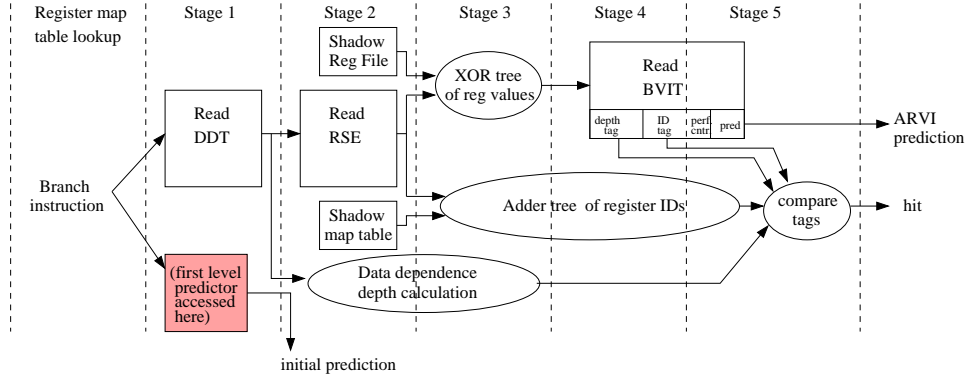 Register map
table lookup
Stage 1
Stage 2
Stage 3
Stage 4
Stage 5
Shadow
Reg File
XOR tree
of reg values
Read
BVIT
depth
tag
ID
tag
perf.
cntr.
pred
ARVI
prediction
Read
DDT
Read
RSE
Branch
instruction
Shadow
map table
Adder tree of register IDs
compare
tags
hit
(first level
predictor
accessed
here)
Data dependence
depth calculation
initial prediction